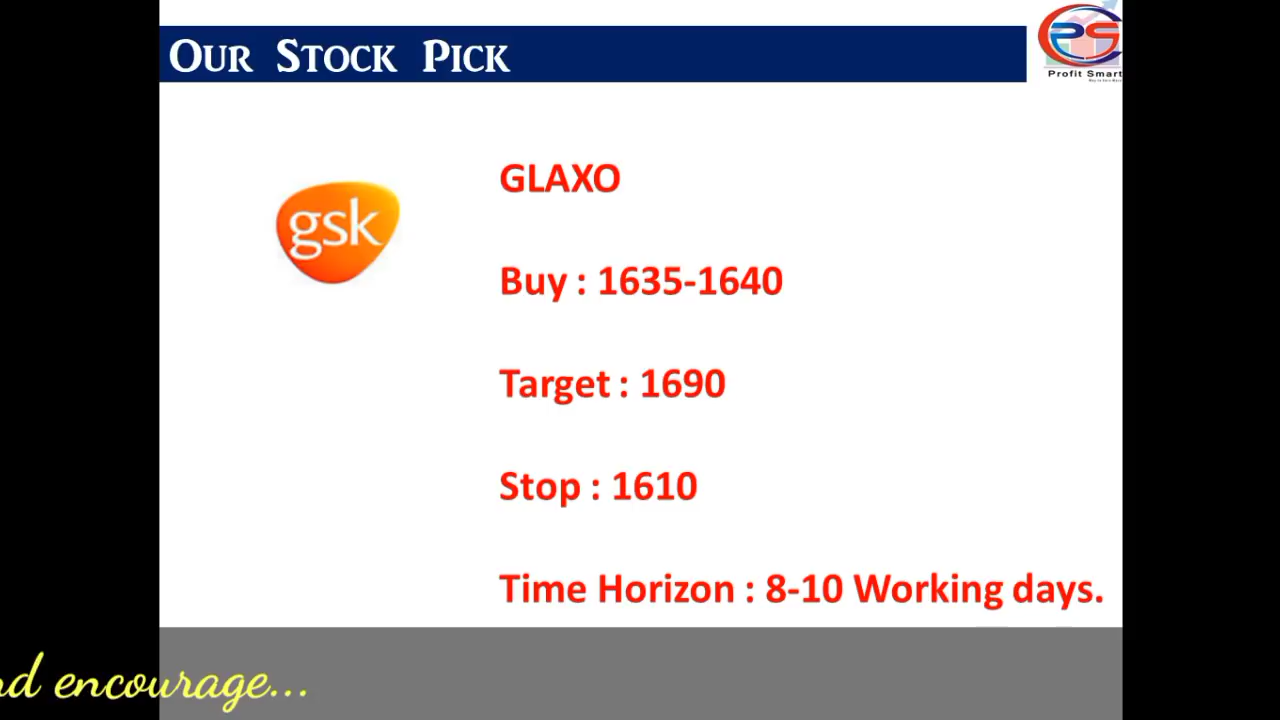 Our Stock Pick
Profit Smart
GLAXO
gsk
Buy : 1635-1640
Target : 1690
Stop : 1610
Time Horizon : 8-10 Working days.
encourage...